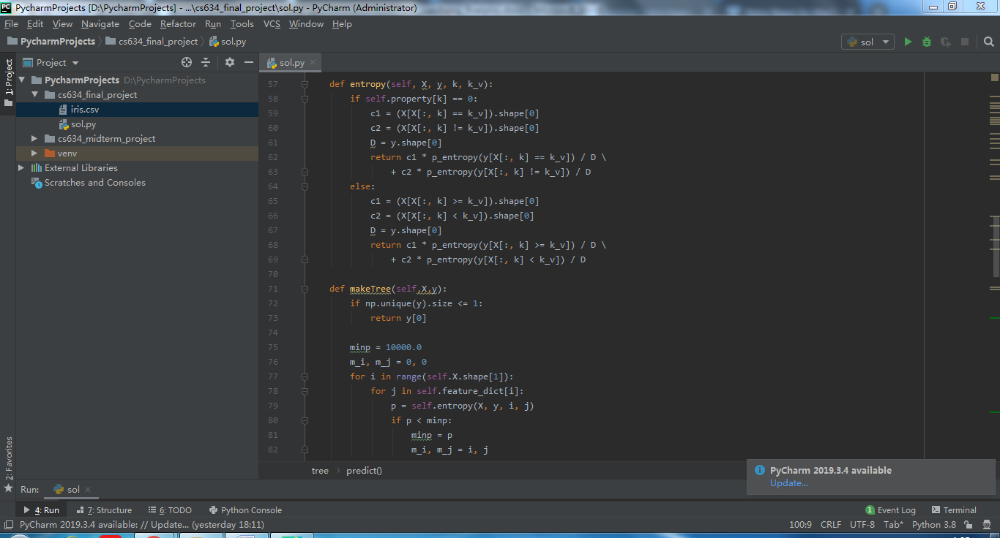 PycharmProjects [D:\PycharmProjects] - ...\cs634_final_project\sol.py - PyCharm (Administrator)
File Edit View Navigate Code Refactor Run Tools VCS Window Help
PycharmProjects cs634_final_project sol.py sol
1: Project
2: Favorites
Project
PycharmProjects D:\PycharmProjects
cs634_final_project
iris.csv
sol.py
cs634_midterm_project
venv
External Libraries
Scratches and Consoles
sol.py
57 def entropy(self, X, y, k, k_v):
58 if self.property[k] == 0:
59 c1 = (X[X[:, k] == k_v]).shape[0]
60 c2 = (X[X[:, k] != k_v]).shape[0]
61 D = y.shape[0]
62 return c1 * p_entropy(y[X[:, k] == k_v]) / D \
63 + c2 * p_entropy(y[X[:, k] != k_v]) / D
64 else:
65 c1 = (X[X[:, k] >= k_v]).shape[0]
66 c2 = (X[X[:, k] < k_v]).shape[0]
67 D = y.shape[0]
68 return c1 * p_entropy(y[X[:, k] >= k_v]) / D \
69 + c2 * p_entropy(y[X[:, k] < k_v]) / D
70
71 def makeTree(self,X,y):
72 if np.unique(y).size <= 1:
73 return y[0]
74
75 minp = 10000.0
76 m_i, m_j = 0, 0
77 for i in range(self.X.shape[1]):
78 for j in self.feature_dict[i]:
79 p = self.entropy(X, y, i, j)
80 if p < minp:
81 minp = p
82 m_i, m_j = i, j
tree predict()
PyCharm 2019.3.4 available
Update...
Run: sol
4: Run 7: Structure 6: TODO Python Console 1 Event Log Terminal
PyCharm 2019.3.4 available: // Update... (yesterday 18:11) 100:9 CRLF UTF-8 Tab* Python 3.8